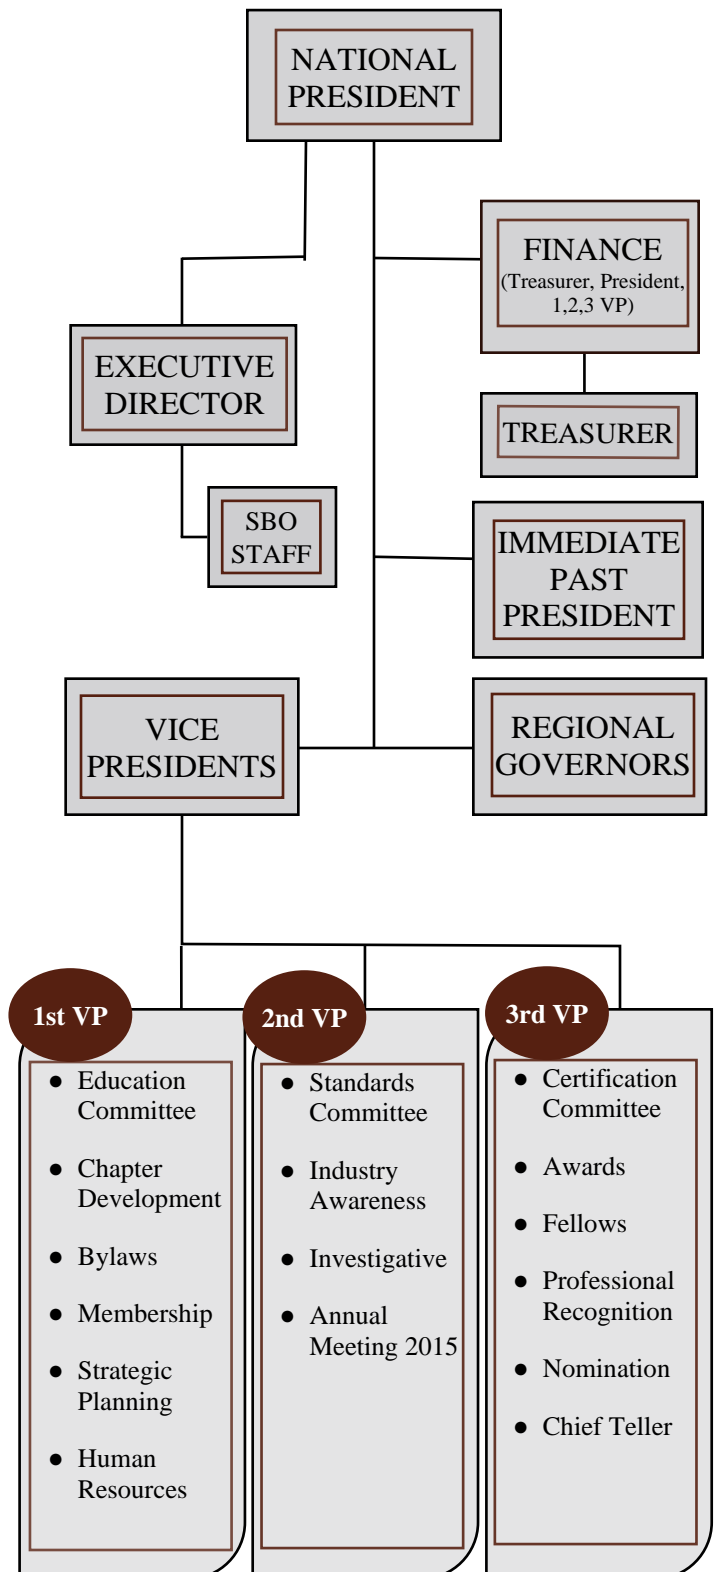 NATIONAL
PRESIDENT
FINANCE
(Treasurer, President,
1,2,3 VP)
EXECUTIVE
DIRECTOR
TREASURER
SBO
STAFF
IMMEDIATE
PAST
PRESIDENT
VICE
PRESIDENTS
REGIONAL
GOVERNORS
1st VP
● Education
Committee
● Chapter
Development
● Bylaws
● Membership
● Strategic
Planning
● Human
Resources
2nd VP
● Standards
Committee
● Industry
Awareness
● Investigative
● Annual
Meeting 2015
3rd VP
● Certification
Committee
● Awards
● Fellows
● Professional
Recognition
● Nomination
● Chief Teller